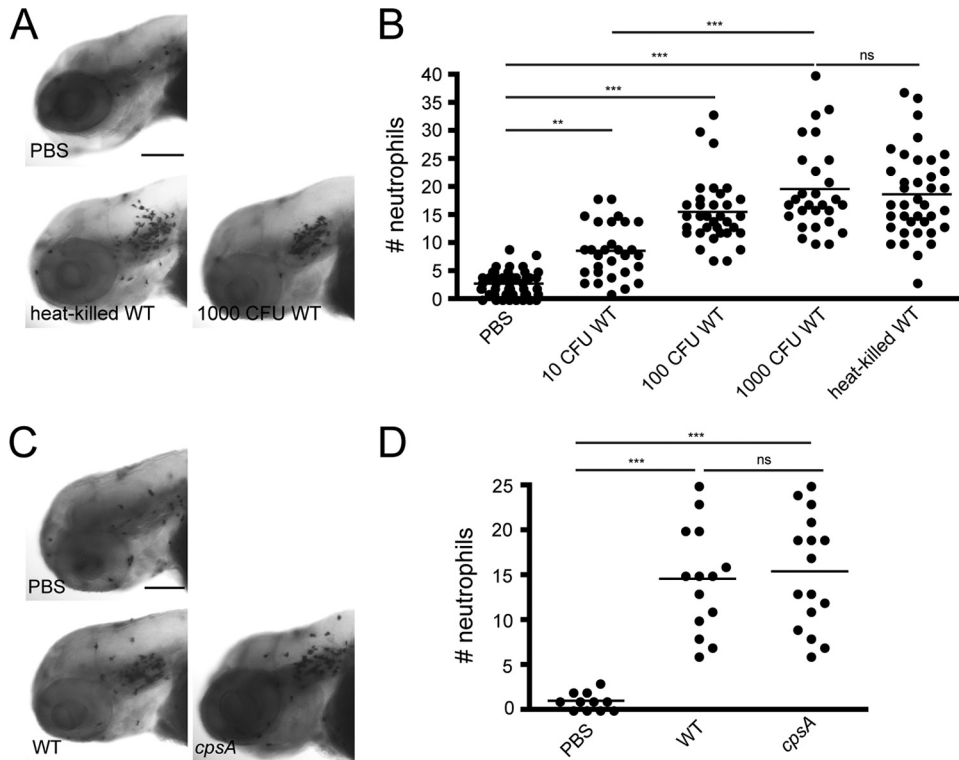 A
PBS
heat-killed WT
1000 CFU WT
B
***
***
ns
***
**
# neutrophils
40
35
30
25
20
15
10
5
0
PBS
10 CFU WT
100 CFU WT
1000 CFU WT
heat-killed WT
C
PBS
WT
cpsA
D
***
***
ns
# neutrophils
25
20
15
10
5
0
PBS
WT
cpsA